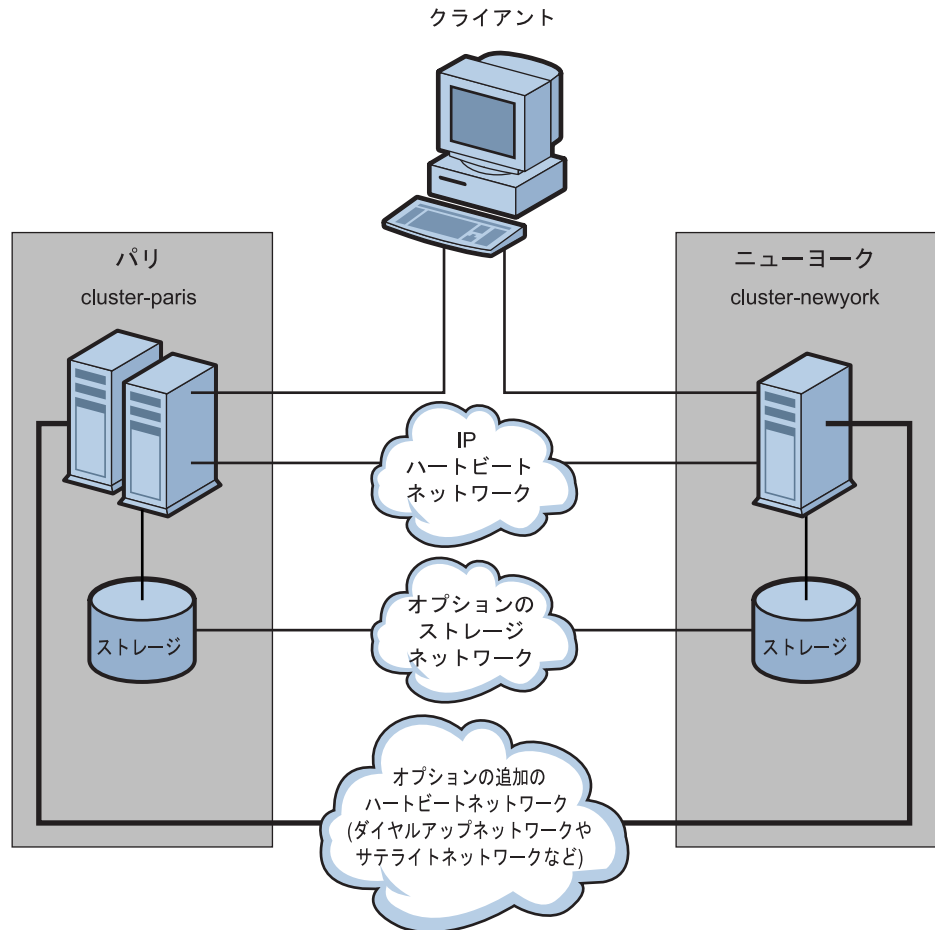 クライアント
パリ
cluster-paris
ニューヨーク
cluster-newyork
IP
ハートビート
ネットワーク
オプションの
ストレージ
ネットワーク
ストレージ
ストレージ
オプションの追加の
ハートビートネットワーク
(ダイヤルアップネットワークや
サテライトネットワークなど)